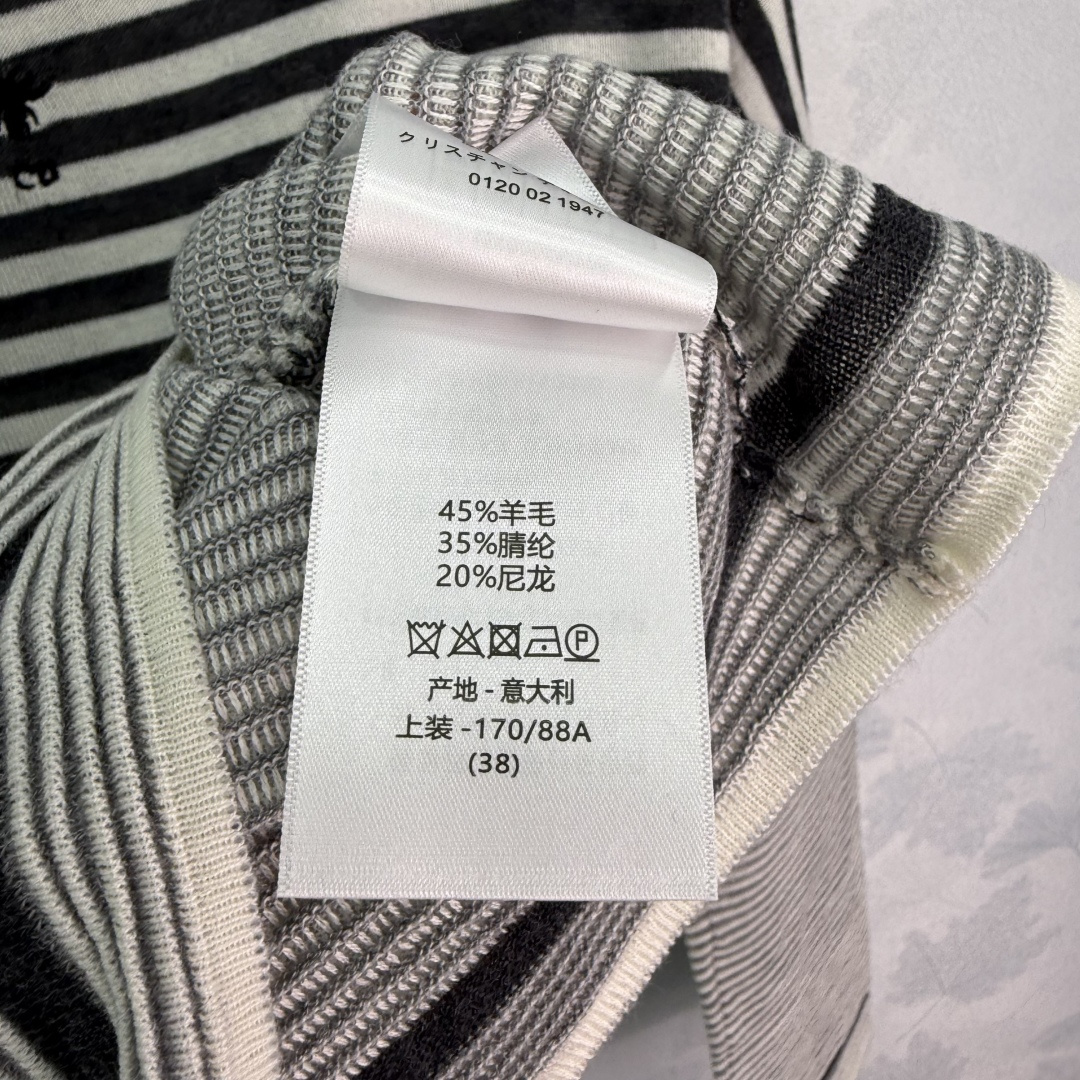 クリスチャン
0120 02 1947
45%羊毛
35%腈纶
20%尼龙
P
产地 - 意大利
上装 -170/88A
(38)
CD